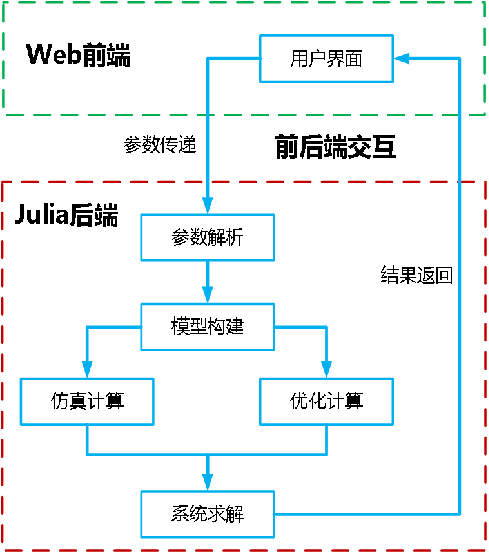 Web前端
用户界面
参数传递
前后端交互
Julia后端
参数解析
结果返回
模型构建
仿真计算
优化计算
系统求解